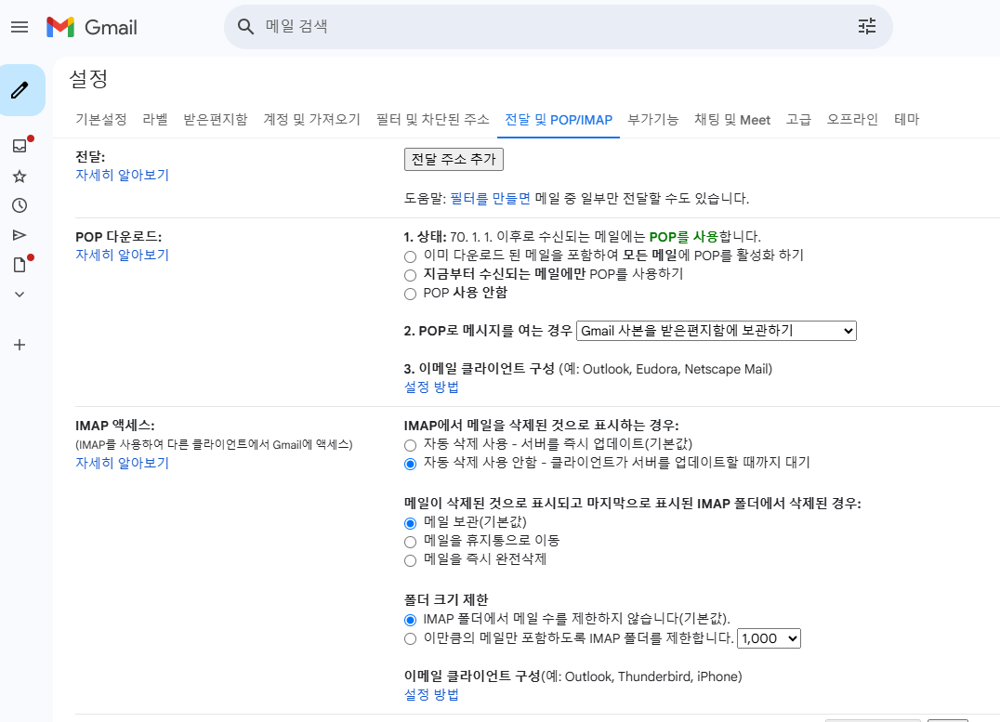 Gmail
메일 검색
설정
기본설정 라벨 받은편지함 계정 및 가져오기 필터 및 차단된 주소 전달 및 POP/IMAP 부가기능 채팅 및 Meet 고급 오프라인 테마
전달:
자세히 알아보기
전달 주소 추가
도움말: 필터를 만들면 메일 중 일부만 전달할 수도 있습니다.
POP 다운로드:
자세히 알아보기
1. 상태: 70. 1. 1. 이후로 수신되는 메일에는 POP를 사용합니다.
이미 다운로드 된 메일을 포함하여 모든 메일에 POP를 활성화 하기
지금부터 수신되는 메일에만 POP를 사용하기
POP 사용 안함
2. POP로 메시지를 여는 경우 Gmail 사본을 받은편지함에 보관하기
3. 이메일 클라이언트 구성 (예: Outlook, Eudora, Netscape Mail)
설정 방법
IMAP 액세스:
(IMAP를 사용하여 다른 클라이언트에서 Gmail에 액세스)
자세히 알아보기
IMAP에서 메일을 삭제된 것으로 표시하는 경우:
자동 삭제 사용 - 서버를 즉시 업데이트(기본값)
자동 삭제 사용 안함 - 클라이언트가 서버를 업데이트할 때까지 대기
메일이 삭제된 것으로 표시되고 마지막으로 표시된 IMAP 폴더에서 삭제된 경우:
메일 보관(기본값)
메일을 휴지통으로 이동
메일을 즉시 완전삭제
폴더 크기 제한
IMAP 폴더에서 메일 수를 제한하지 않습니다(기본값).
이만큼의 메일만 포함하도록 IMAP 폴더를 제한합니다. 1,000
이메일 클라이언트 구성(예: Outlook, Thunderbird, iPhone)
설정 방법